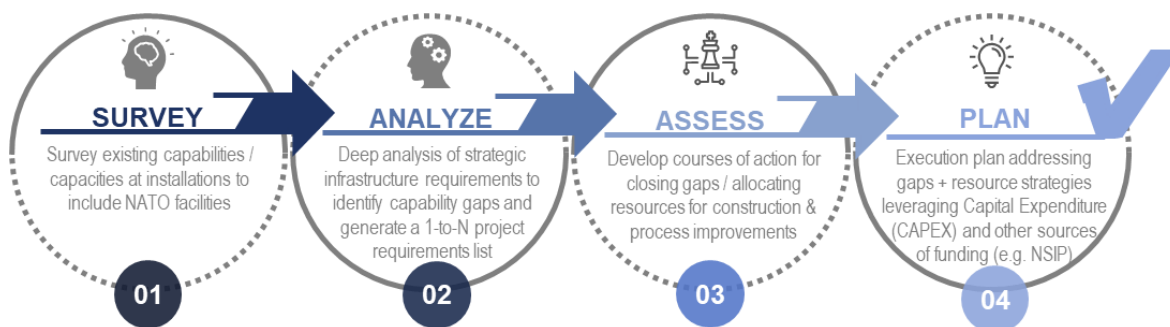 SURVEY
Survey existing capabilities /
capacities at installations to
include NATO facilities
01
ANALYZE
Deep analysis of strategic
infrastructure requirements to
identify capability gaps and
generate a 1-to-N project
requirements list
02
ASSESS
Develop courses of action for
closing gaps / allocating
resources for construction &
process improvements
03
PLAN
Execution plan addressing
gaps + resource strategies
leveraging Capital Expenditure
(CAPEX) and other sources
of funding (e.g. NSIP)
04